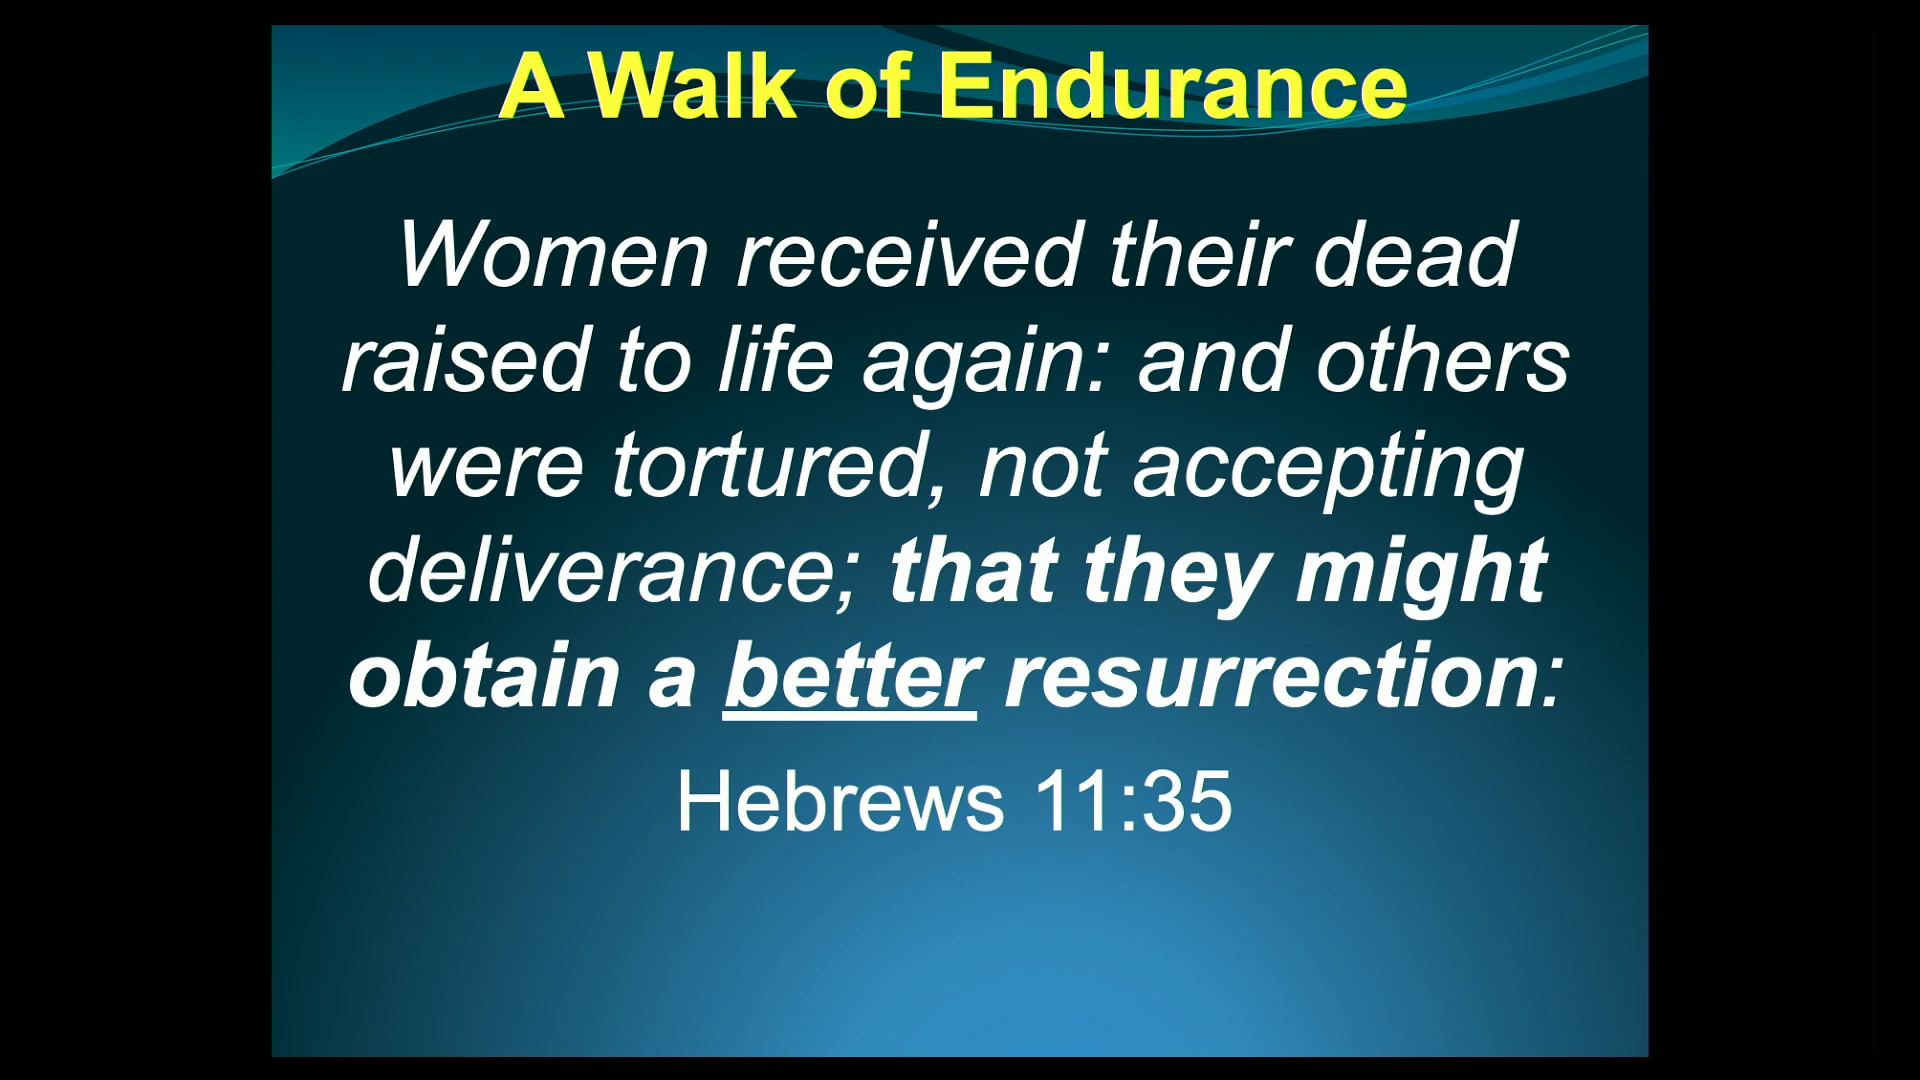 A Walk of Endurance
Women received their dead
raised to life again: and others
were tortured, not accepting
deliverance; that they might
obtain a better resurrection:
Hebrews 11:35